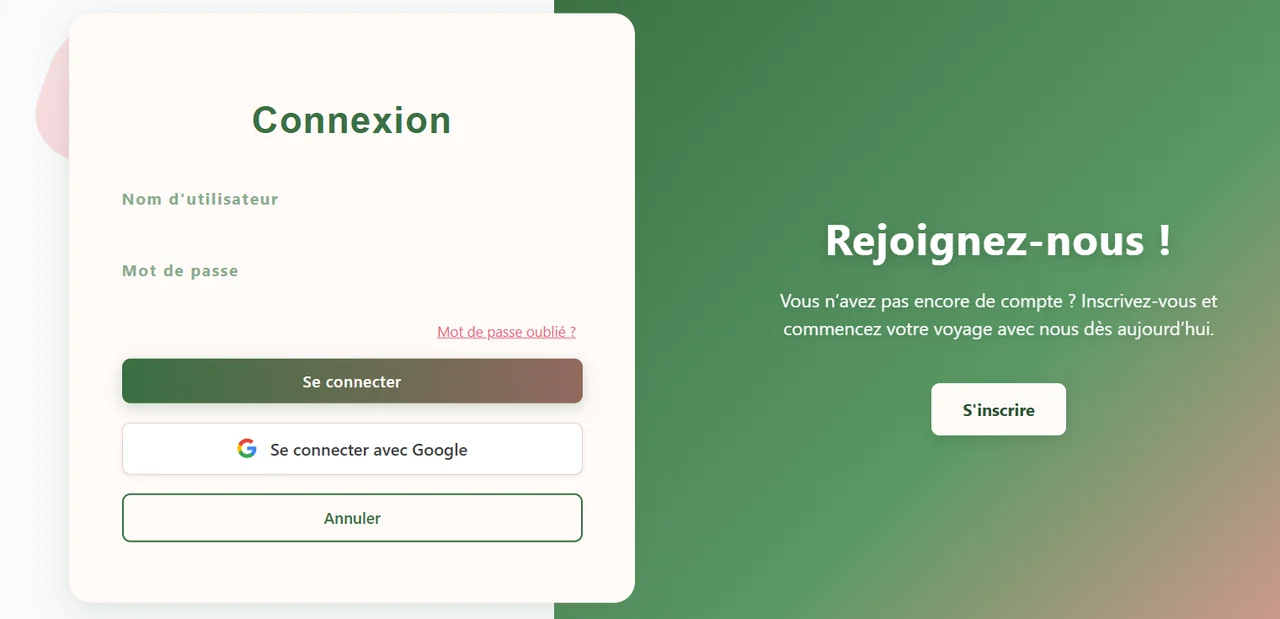 Connexion
Nom d'utilisateur
Mot de passe
Mot de passe oublié ?
Se connecter
Se connecter avec Google
Annuler
Rejoignez-nous !
Vous n’avez pas encore de compte ? Inscrivez-vous et
commencez votre voyage avec nous dès aujourd’hui.
S'inscrire